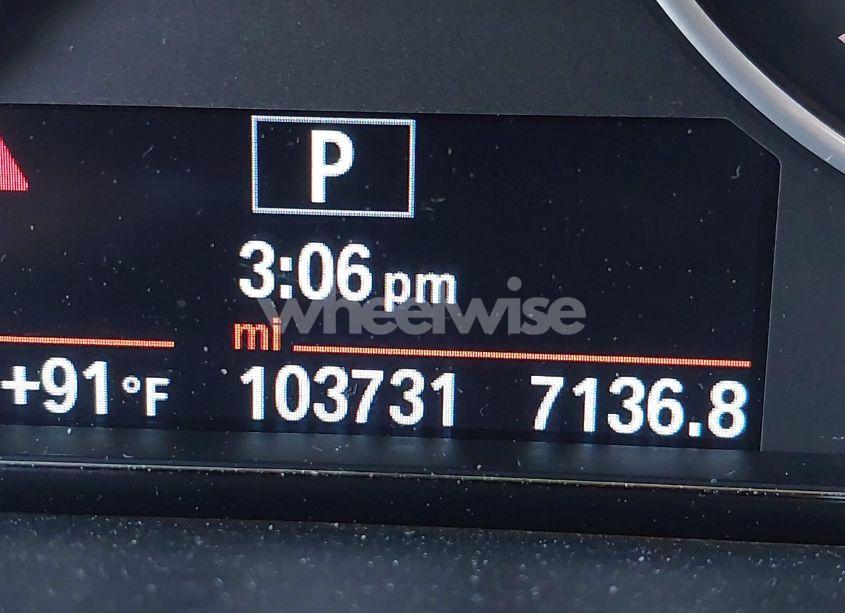 P
3:06 pm
wheelwise
mi
+91 °F 103731 7136.8